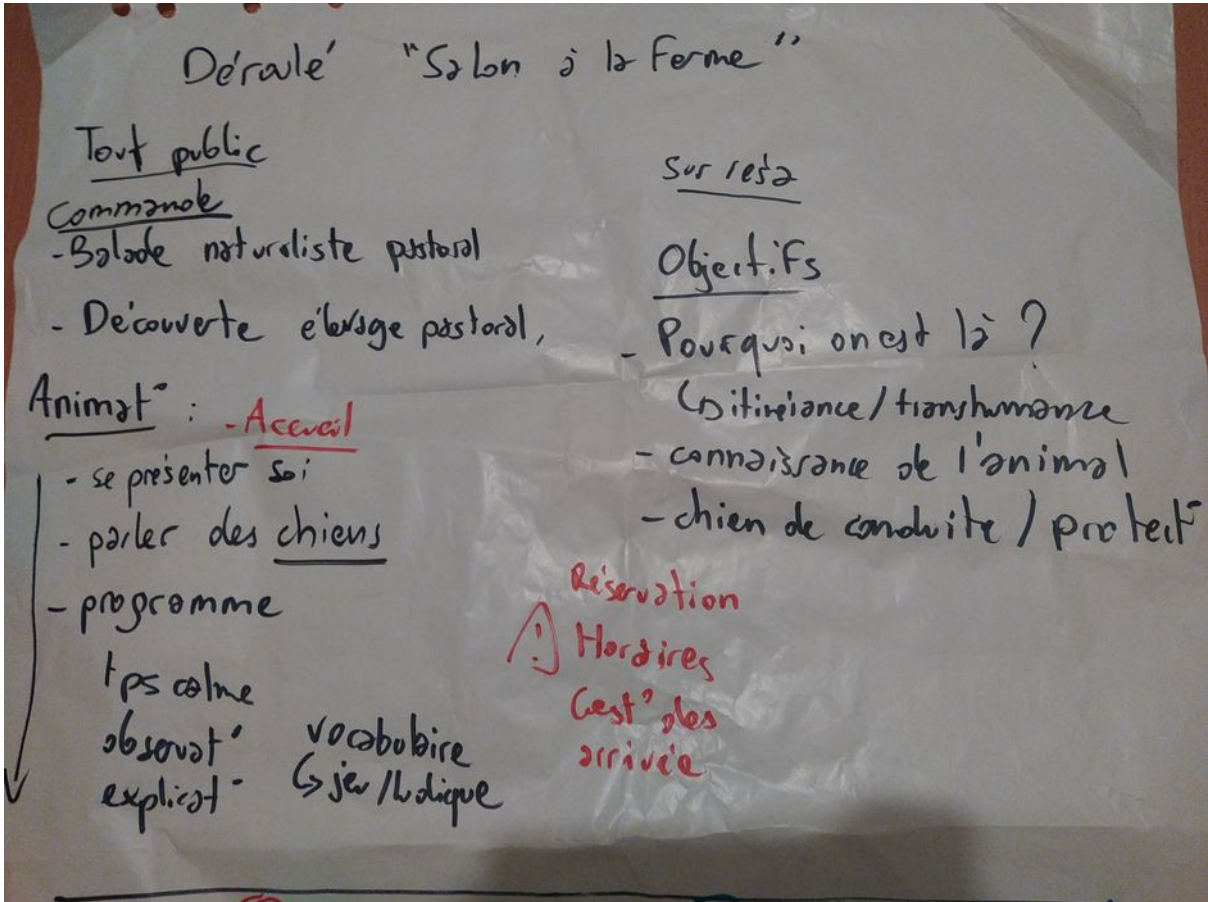 Déroulé "Salon à la Ferme"
Tout public
Commande
- Balade naturaliste pastoral
- Découverte élevage pastoral,
Animat° : - Accueil
- se présenter soi
- parler des chiens
- programme
tps calme
observat°
explicat°
vocabulaire
↳ jeu/ludique
Sur résa
Objectifs
- Pourquoi on est là ?
↳ itinérance/transhumance
- connaissance de l'animal
- chien de conduite / protect°
⚠ Réservation
Horaires
Gest° des
arrivée